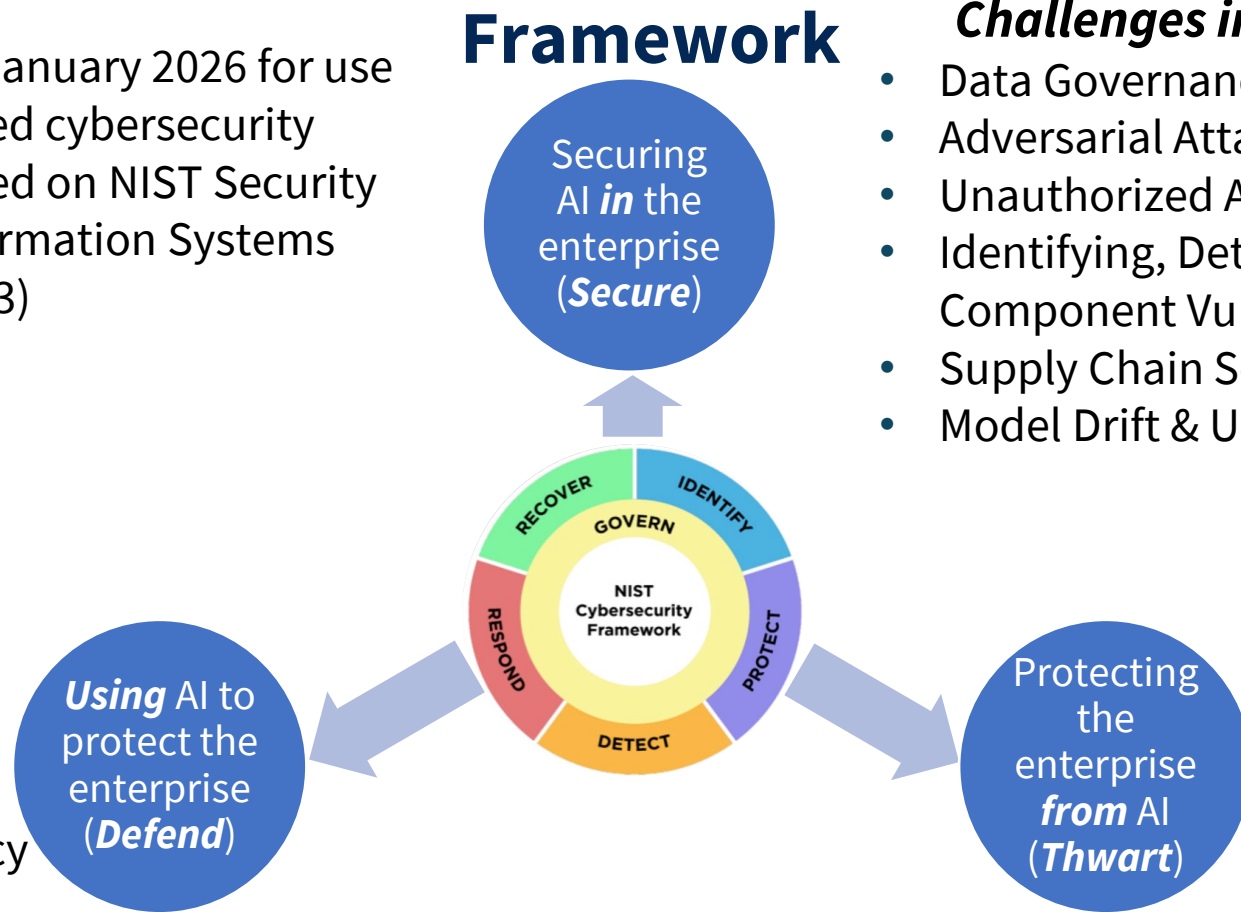 Framework
anuary 2026 for use
ed cybersecurity
ed on NIST Security
ormation Systems
3)
Challenges in
Data Governanc
Adversarial Atta
Unauthorized A
Identifying, Det
Component Vu
Supply Chain S
Model Drift & U
Securing
AI in the
enterprise
(Secure)
RECOVER
IDENTIFY
GOVERN
NIST
Cybersecurity
Framework
RESPOND
PROTECT
DETECT
Using AI to
protect the
enterprise
(Defend)
cy
Protecting
the
enterprise
from AI
(Thwart)